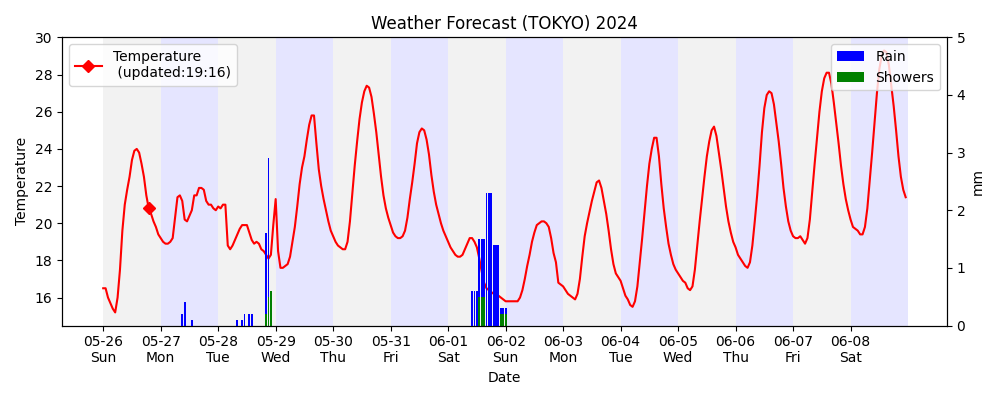 Weather Forecast (TOKYO) 2024
Temperature
(updated:19:16)
Rain
Showers
30
28
26
24
22
20
18
16
Temperature
5
4
3
2
1
0
mm
05-26 05-27 05-28 05-29 05-30 05-31 06-01 06-02 06-03 06-04 06-05 06-06 06-07 06-08
Sun Mon Tue Wed Thu Fri Sat Sun Mon Tue Wed Thu Fri Sat
Date